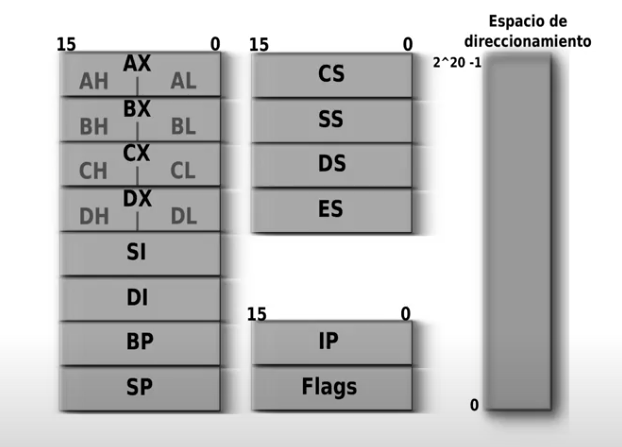 15 0
AX
AH AL
BX
BH BL
CX
CH CL
DX
DH DL
SI
DI
BP
SP
15 0
CS
SS
DS
ES
15 0
IP
Flags
Espacio de
direccionamiento
2^20 -1
0